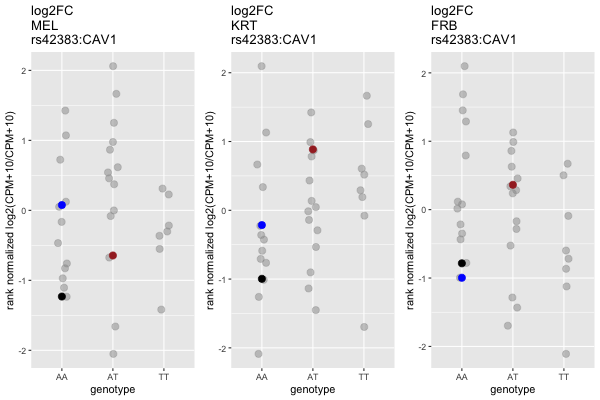 log2FC
MEL
rs42383:CAV1
rank normalized log2(CPM+10/CPM+10)
2
1
0
-1
-2
AA
AT
TT
genotype
log2FC
KRT
rs42383:CAV1
rank normalized log2(CPM+10/CPM+10)
2
1
0
-1
-2
AA
AT
TT
genotype
log2FC
FRB
rs42383:CAV1
rank normalized log2(CPM+10/CPM+10)
2
1
0
-1
-2
AA
AT
TT
genotype